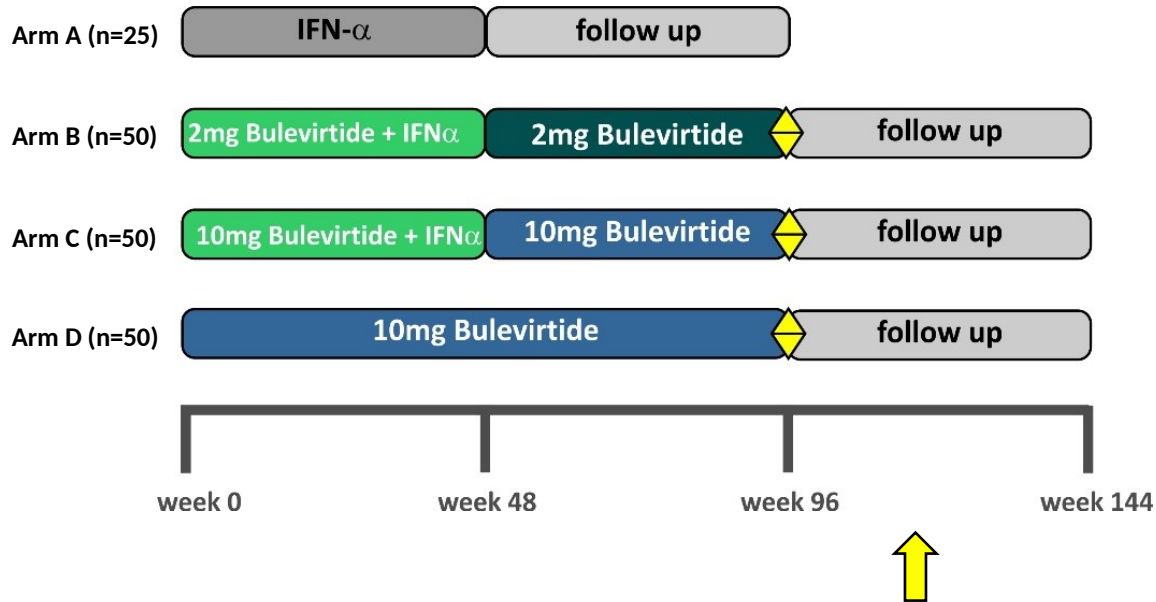 Arm A (n=25) IFN-α follow up
Arm B (n=50) 2mg Bulevirtide + IFNα 2mg Bulevirtide follow up
Arm C (n=50) 10mg Bulevirtide + IFNα 10mg Bulevirtide follow up
Arm D (n=50) 10mg Bulevirtide follow up
week 0 week 48 week 96 week 144